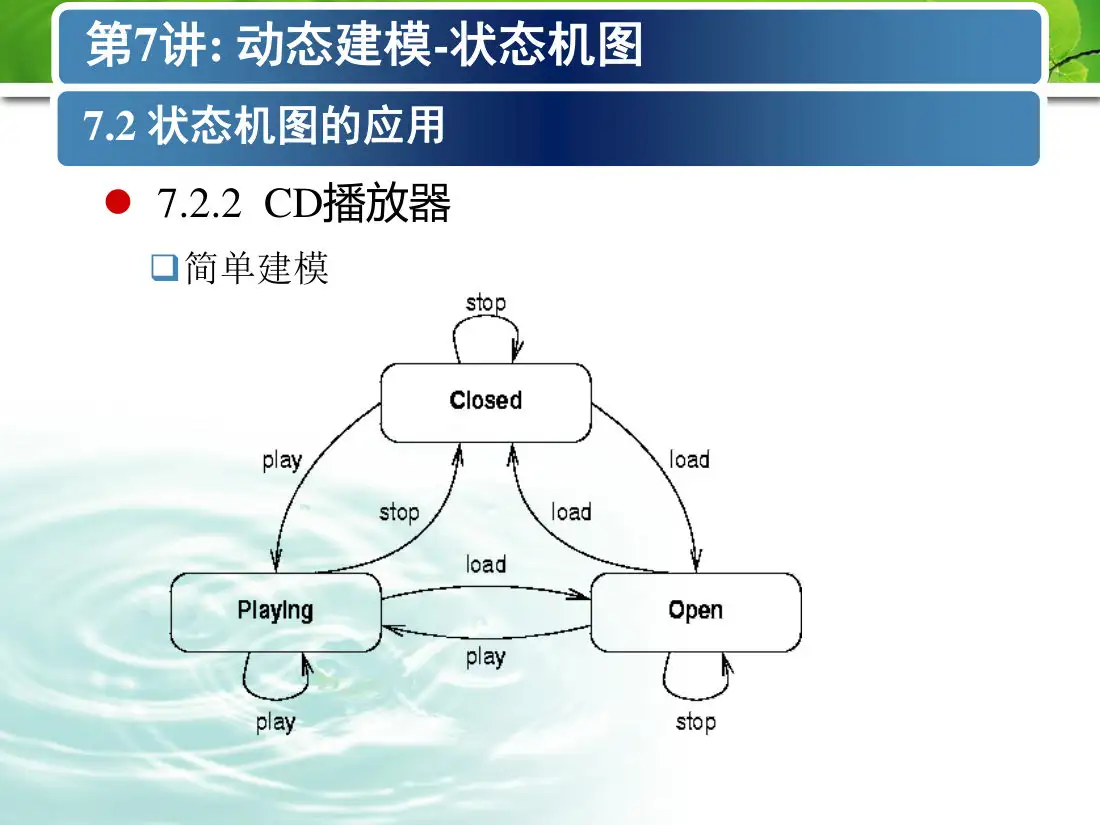 第7讲: 动态建模-状态机图
7.2 状态机图的应用
7.2.2 CD播放器
简单建模
stop
Closed
play
load
stop
load
load
Playing
Open
play
play
stop